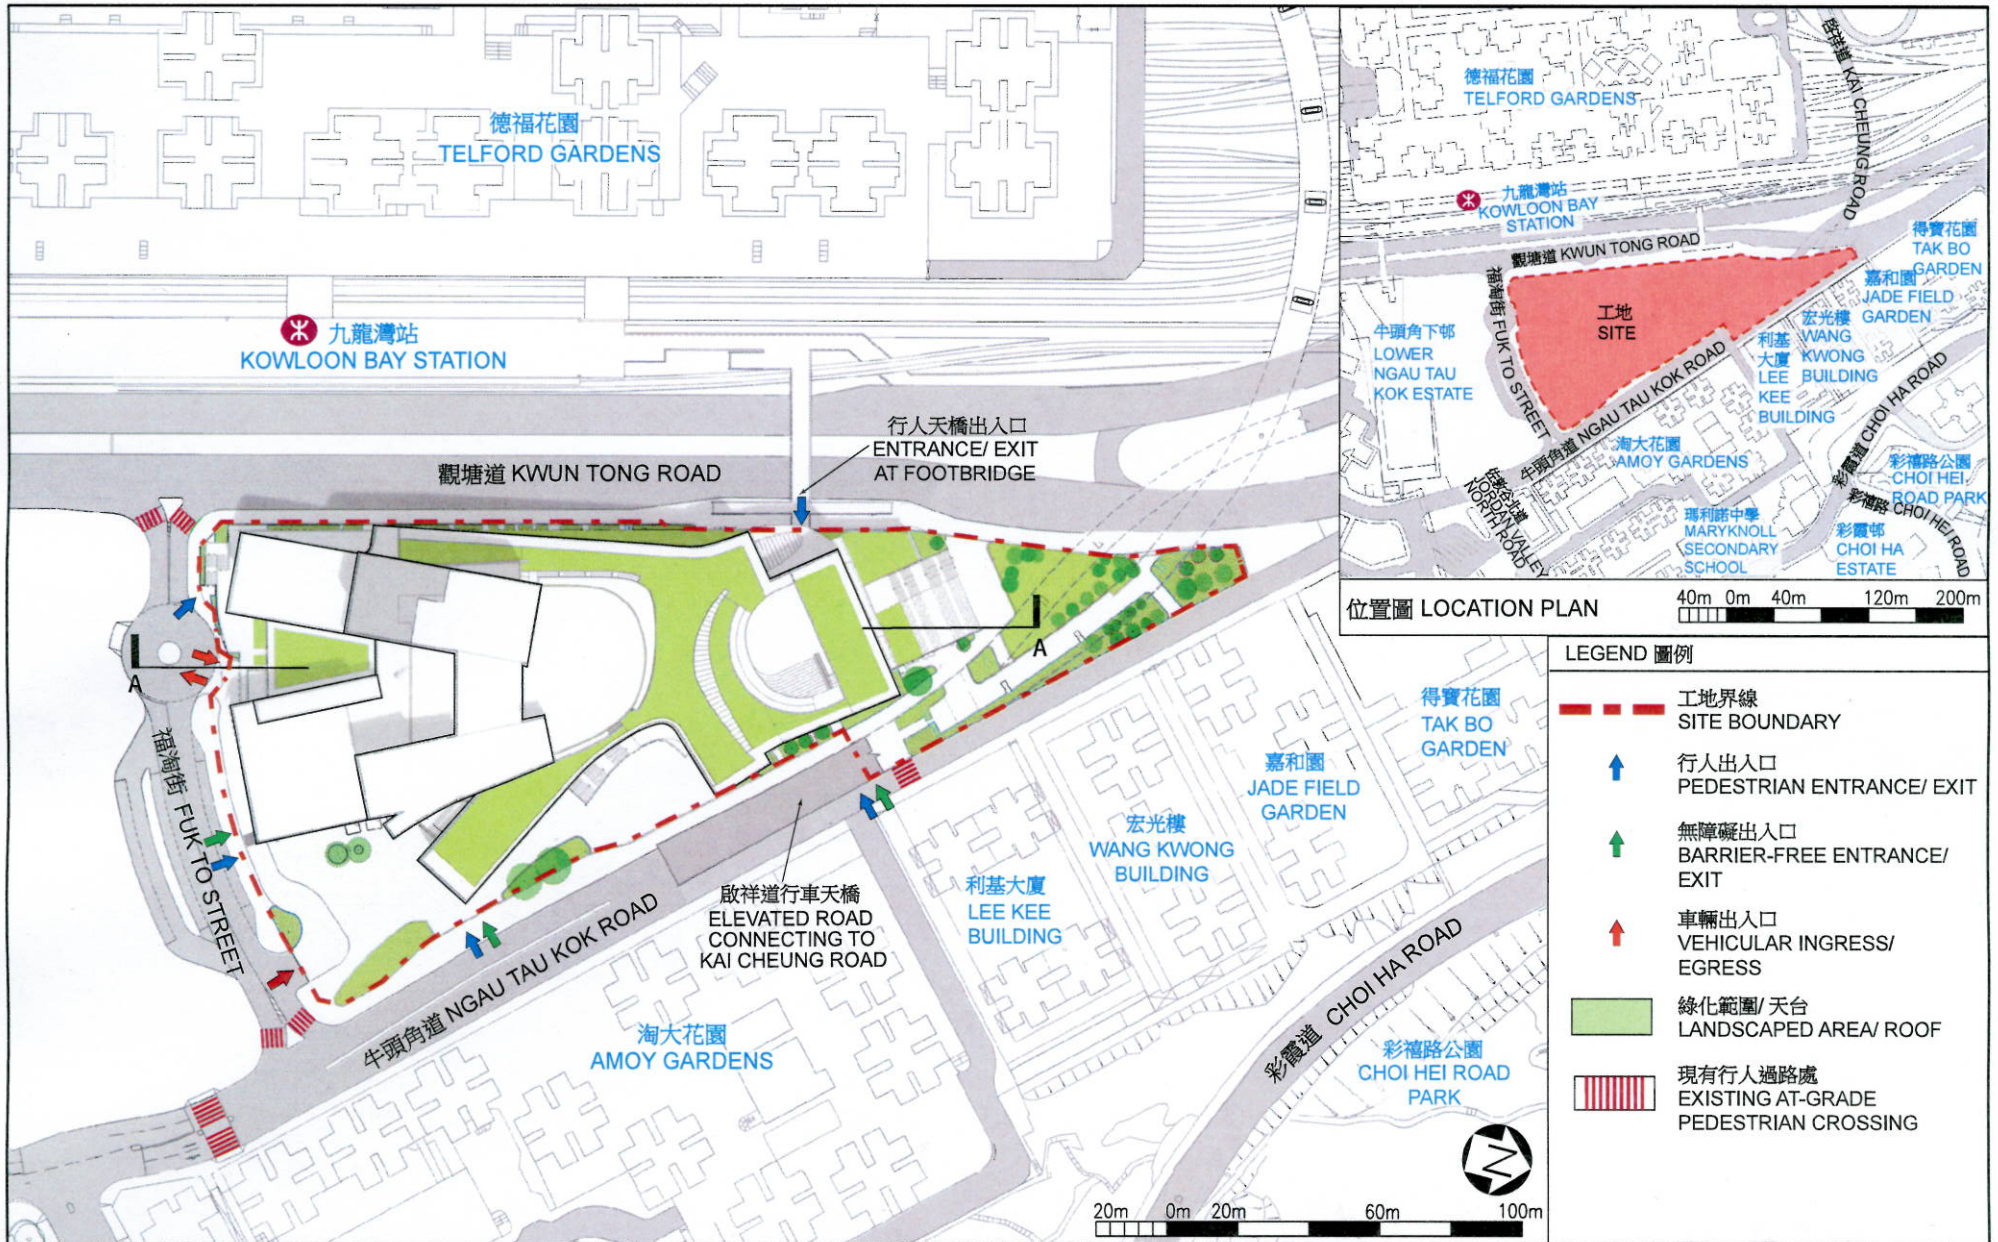 德福花園
TELFORD GARDENS
九龍灣站
KOWLOON BAY STATION
行人天橋出入口
ENTRANCE/ EXIT
AT FOOTBRIDGE
觀塘道 KWUN TONG ROAD
A
A
福淘街 FUK TO STREET
啟祥道行車天橋
ELEVATED ROAD
CONNECTING TO
KAI CHEUNG ROAD
牛頭角道 NGAU TAU KOK ROAD
淘大花園
AMOY GARDENS
利基大廈
LEE KEE
BUILDING
宏光樓
WANG KWONG
BUILDING
嘉和園
JADE FIELD
GARDEN
得寶花園
TAK BO
GARDEN
彩霞道 CHOI HA ROAD
彩禧路公園
CHOI HEI ROAD
PARK
N
20m 0m 20m 60m 100m
德福花園
TELFORD GARDENS
啟祥道 KAI CHEUNG ROAD
九龍灣站
KOWLOON BAY
STATION
觀塘道 KWUN TONG ROAD
得寶花園
TAK BO
GARDEN
嘉和園
JADE FIELD
GARDEN
工地
SITE
福淘街 FUK TO STREET
牛頭角下邨
LOWER
NGAU TAU
KOK ESTATE
宏光樓
WANG
KWONG
BUILDING
利基
大廈
LEE
KEE
BUILDING
牛頭角道 NGAU TAU KOK ROAD
淘大花園
AMOY GARDENS
彩霞道 CHOI HA ROAD
彩禧路公園
CHOI HEI
ROAD PARK
彩禧路 CHOI HEI ROAD
佐敦谷北道
JORDAN VALLEY
NORTH ROAD
瑪利諾中學
MARYKNOLL
SECONDARY
SCHOOL
彩霞邨
CHOI HA
ESTATE
位置圖 LOCATION PLAN
40m 0m 40m 120m 200m
LEGEND 圖例
工地界線
SITE BOUNDARY
行人出入口
PEDESTRIAN ENTRANCE/ EXIT
無障礙出入口
BARRIER-FREE ENTRANCE/
EXIT
車輛出入口
VEHICULAR INGRESS/
EGRESS
綠化範圍/ 天台
LANDSCAPED AREA/ ROOF
現有行人過路處
EXISTING AT-GRADE
PEDESTRIAN CROSSING